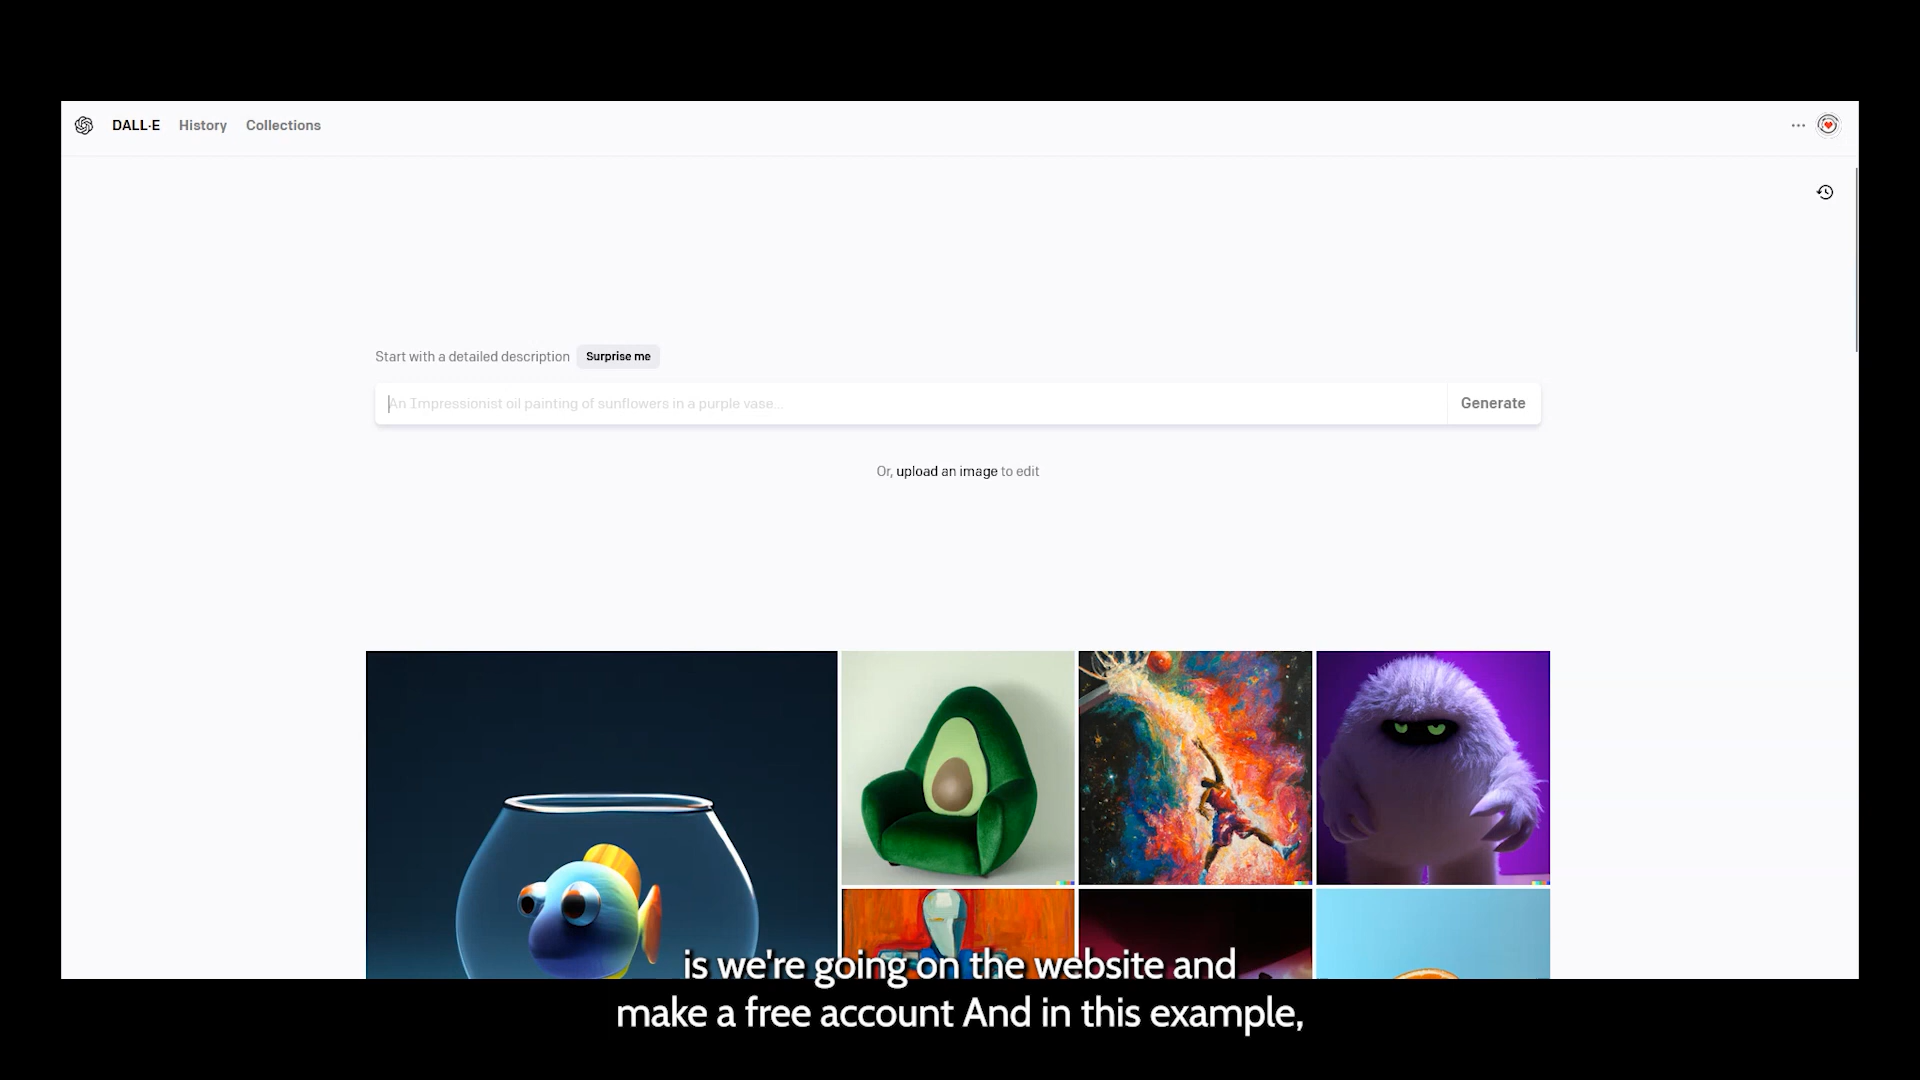 DALL·E History Collections
Start with a detailed description Surprise me
An Impressionist oil painting of sunflowers in a purple vase...
Generate
Or, upload an image to edit
is we're going on the website and
make a free account And in this example,